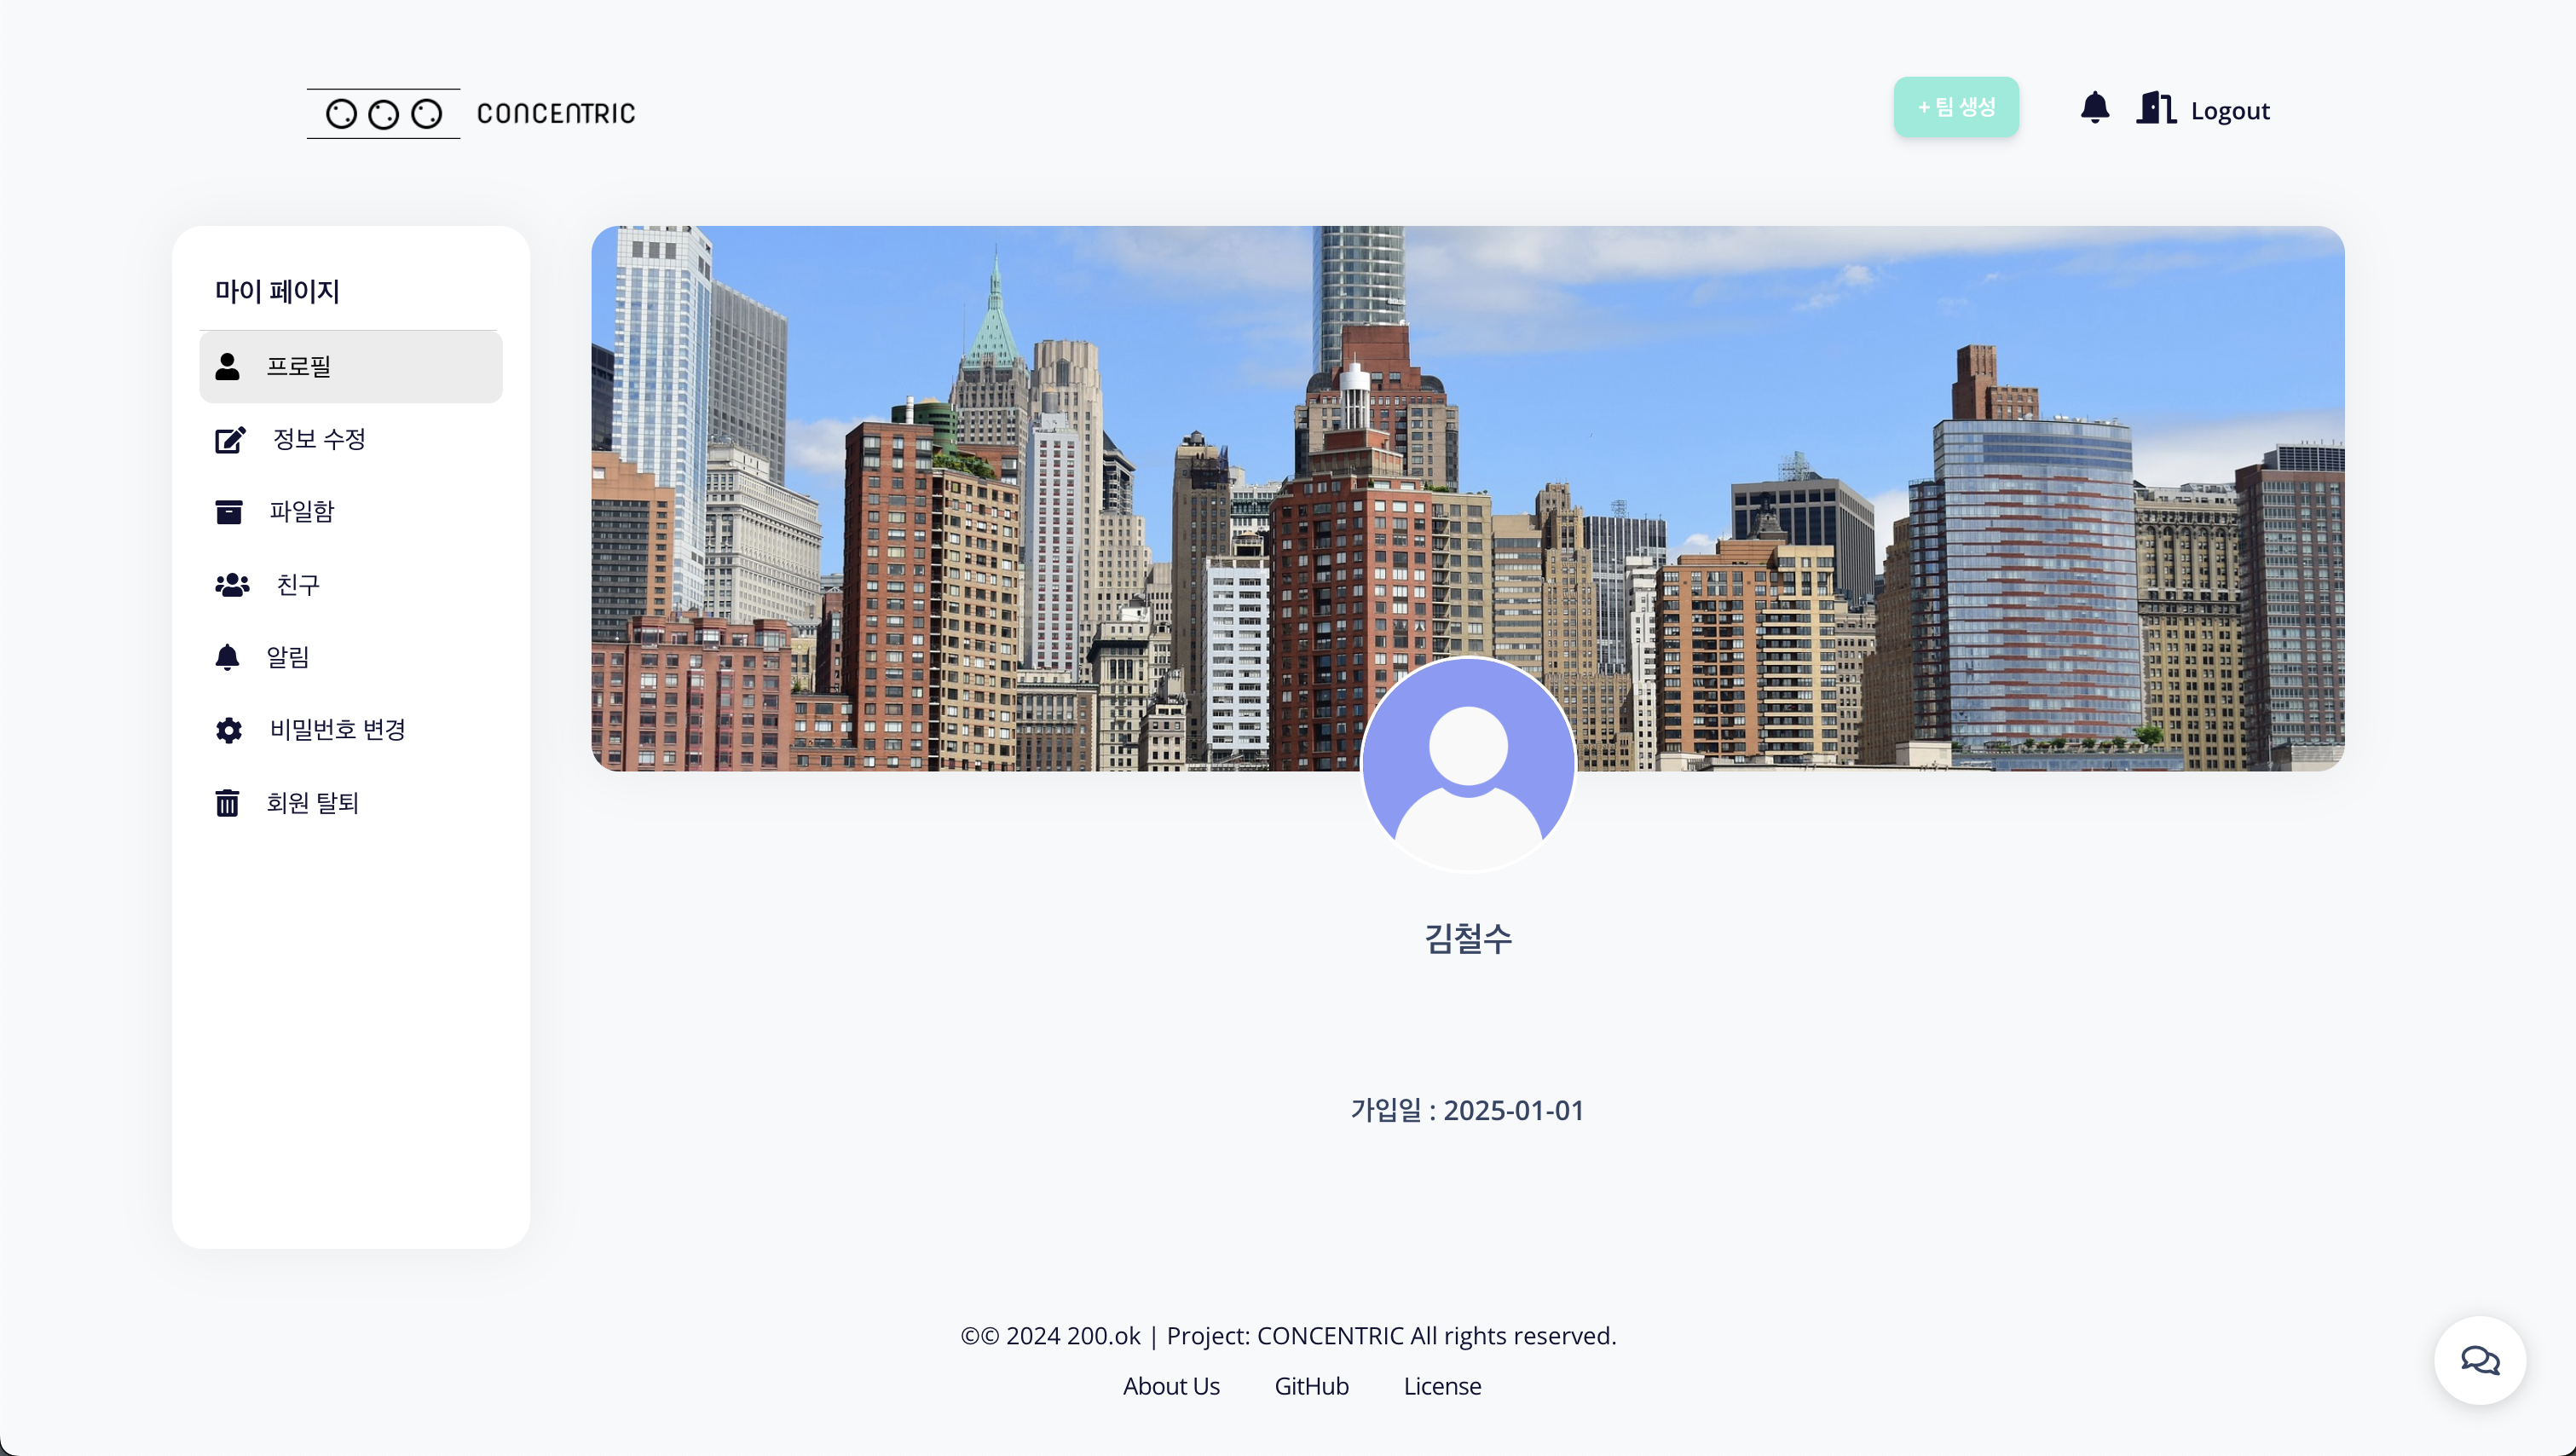 CONCENTRIC
+ 팀 생성
Logout
마이 페이지
프로필
정보 수정
파일함
친구
알림
비밀번호 변경
회원 탈퇴
김철수
가입일 : 2025-01-01
©© 2024 200.ok | Project: CONCENTRIC All rights reserved.
About Us GitHub License